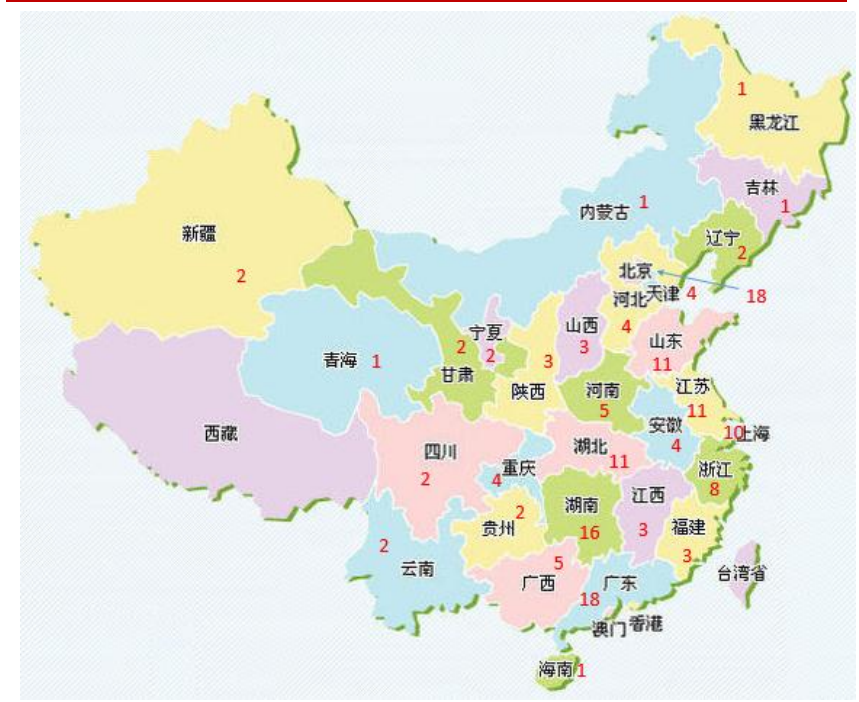 1
黑龙江
吉林
1
内蒙古 1
辽宁
2
新疆
2
北京
天津 4
18
河北
4
山西
3
宁夏
2
2
甘肃
青海 1
3
陕西
山东
11
河南
5
江苏
11
安徽
4
10
上海
西藏
四川
2
重庆
4
湖北
11
浙江
8
2
贵州
湖南
16
江西
3
福建
3
2
云南
5
广西
广东
18
台湾省
澳门
香港
海南 1